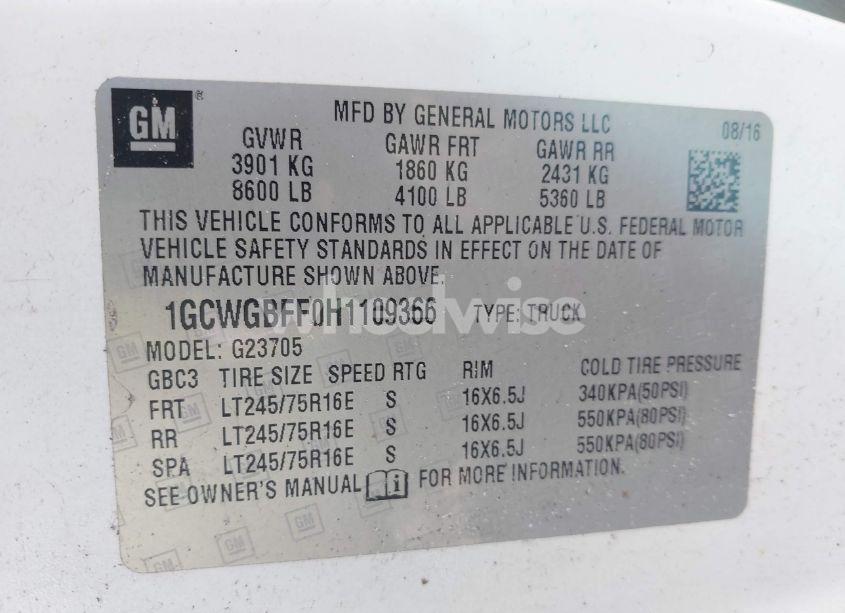 GM
MFD BY GENERAL MOTORS LLC
08/16
GVWR GAWR FRT GAWR RR
3901 KG 1860 KG 2431 KG
8600 LB 4100 LB 5360 LB
THIS VEHICLE CONFORMS TO ALL APPLICABLE U.S. FEDERAL MOTOR
VEHICLE SAFETY STANDARDS IN EFFECT ON THE DATE OF
MANUFACTURE SHOWN ABOVE.
1GCWGBFF0H1109366 TYPE: TRUCK
wheelwise
MODEL: G23705
GBC3 TIRE SIZE SPEED RTG RIM COLD TIRE PRESSURE
FRT LT245/75R16E S 16X6.5J 340KPA(50PSI)
RR LT245/75R16E S 16X6.5J 550KPA(80PSI)
SPA LT245/75R16E S 16X6.5J 550KPA(80PSI)
SEE OWNER'S MANUAL i FOR MORE INFORMATION.